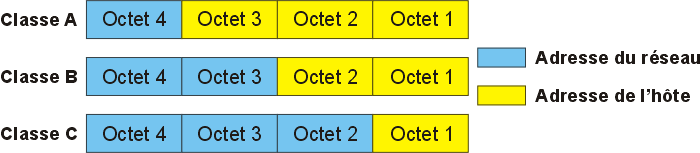 Classe A Octet 4 Octet 3 Octet 2 Octet 1
Classe B Octet 4 Octet 3 Octet 2 Octet 1
Classe C Octet 4 Octet 3 Octet 2 Octet 1
Adresse du réseau
Adresse de l'hôte